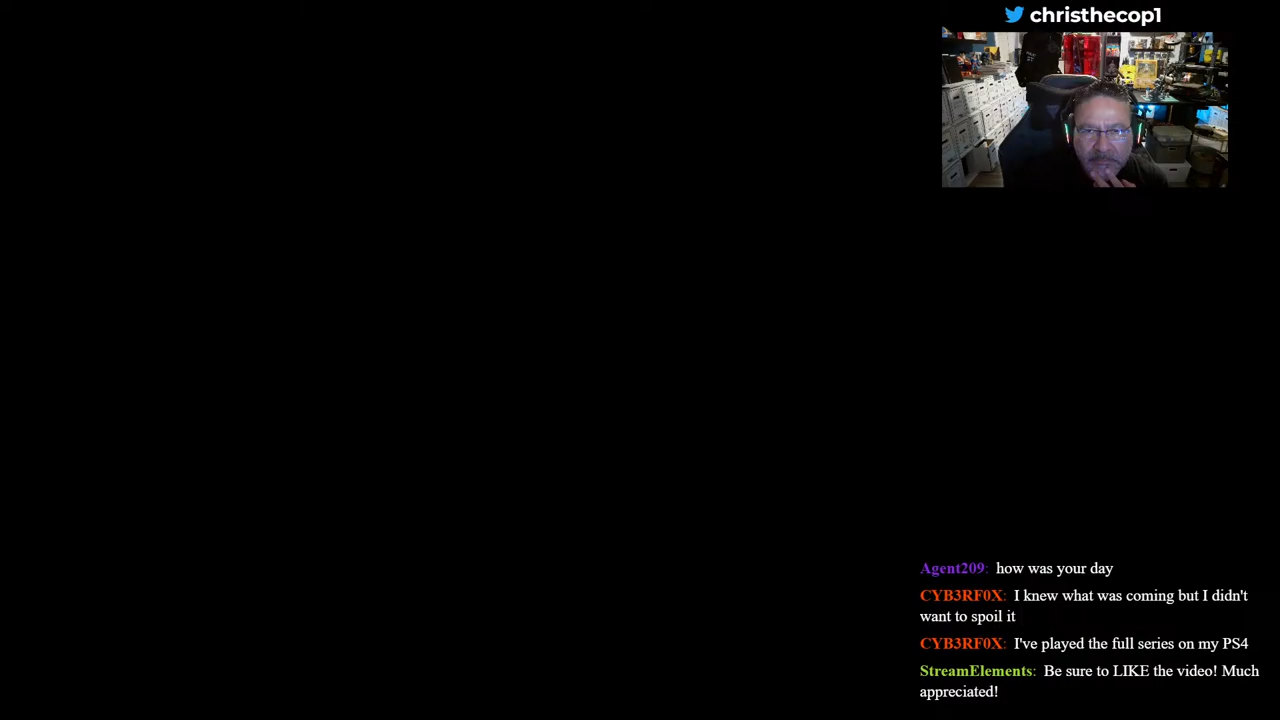 christhecop1
Agent209: how was your day
CYB3RF0X: I knew what was coming but I didn't
want to spoil it
CYB3RF0X: I've played the full series on my PS4
StreamElements: Be sure to LIKE the video! Much
appreciated!